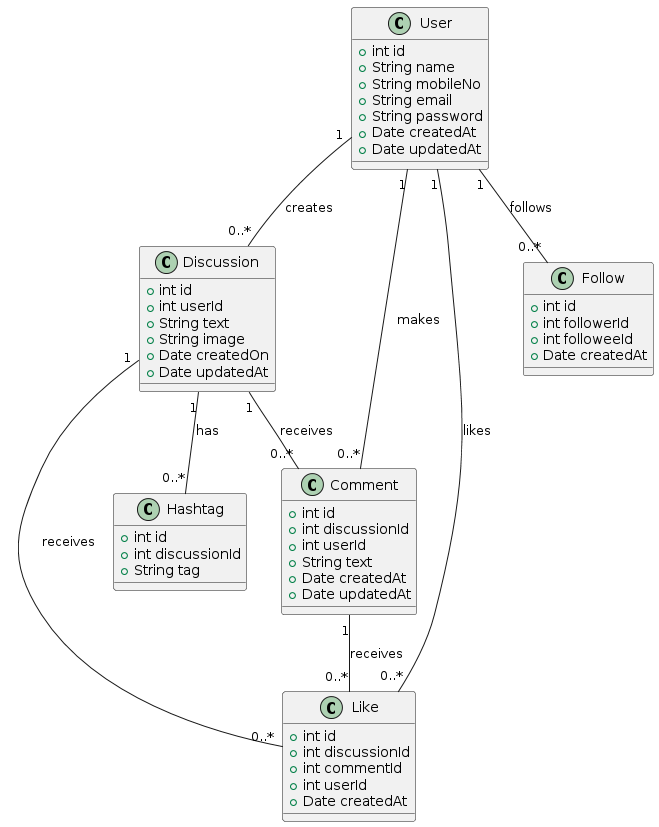 C User
int id
String name
String mobileNo
String email
String password
Date createdAt
Date updatedAt
1
1
1
1
creates
follows
0..*
0..*
C Discussion
int id
int userId
String text
String image
Date createdOn
Date updatedAt
C Follow
int id
int followerId
int followeeId
Date createdAt
makes
1
1
1
has
receives
likes
0..*
0..*
0..*
C Hashtag
int id
int discussionId
String tag
C Comment
int id
int discussionId
int userId
String text
Date createdAt
Date updatedAt
receives
1
receives
0..*
0..*
0..*
C Like
int id
int discussionId
int commentId
int userId
Date createdAt